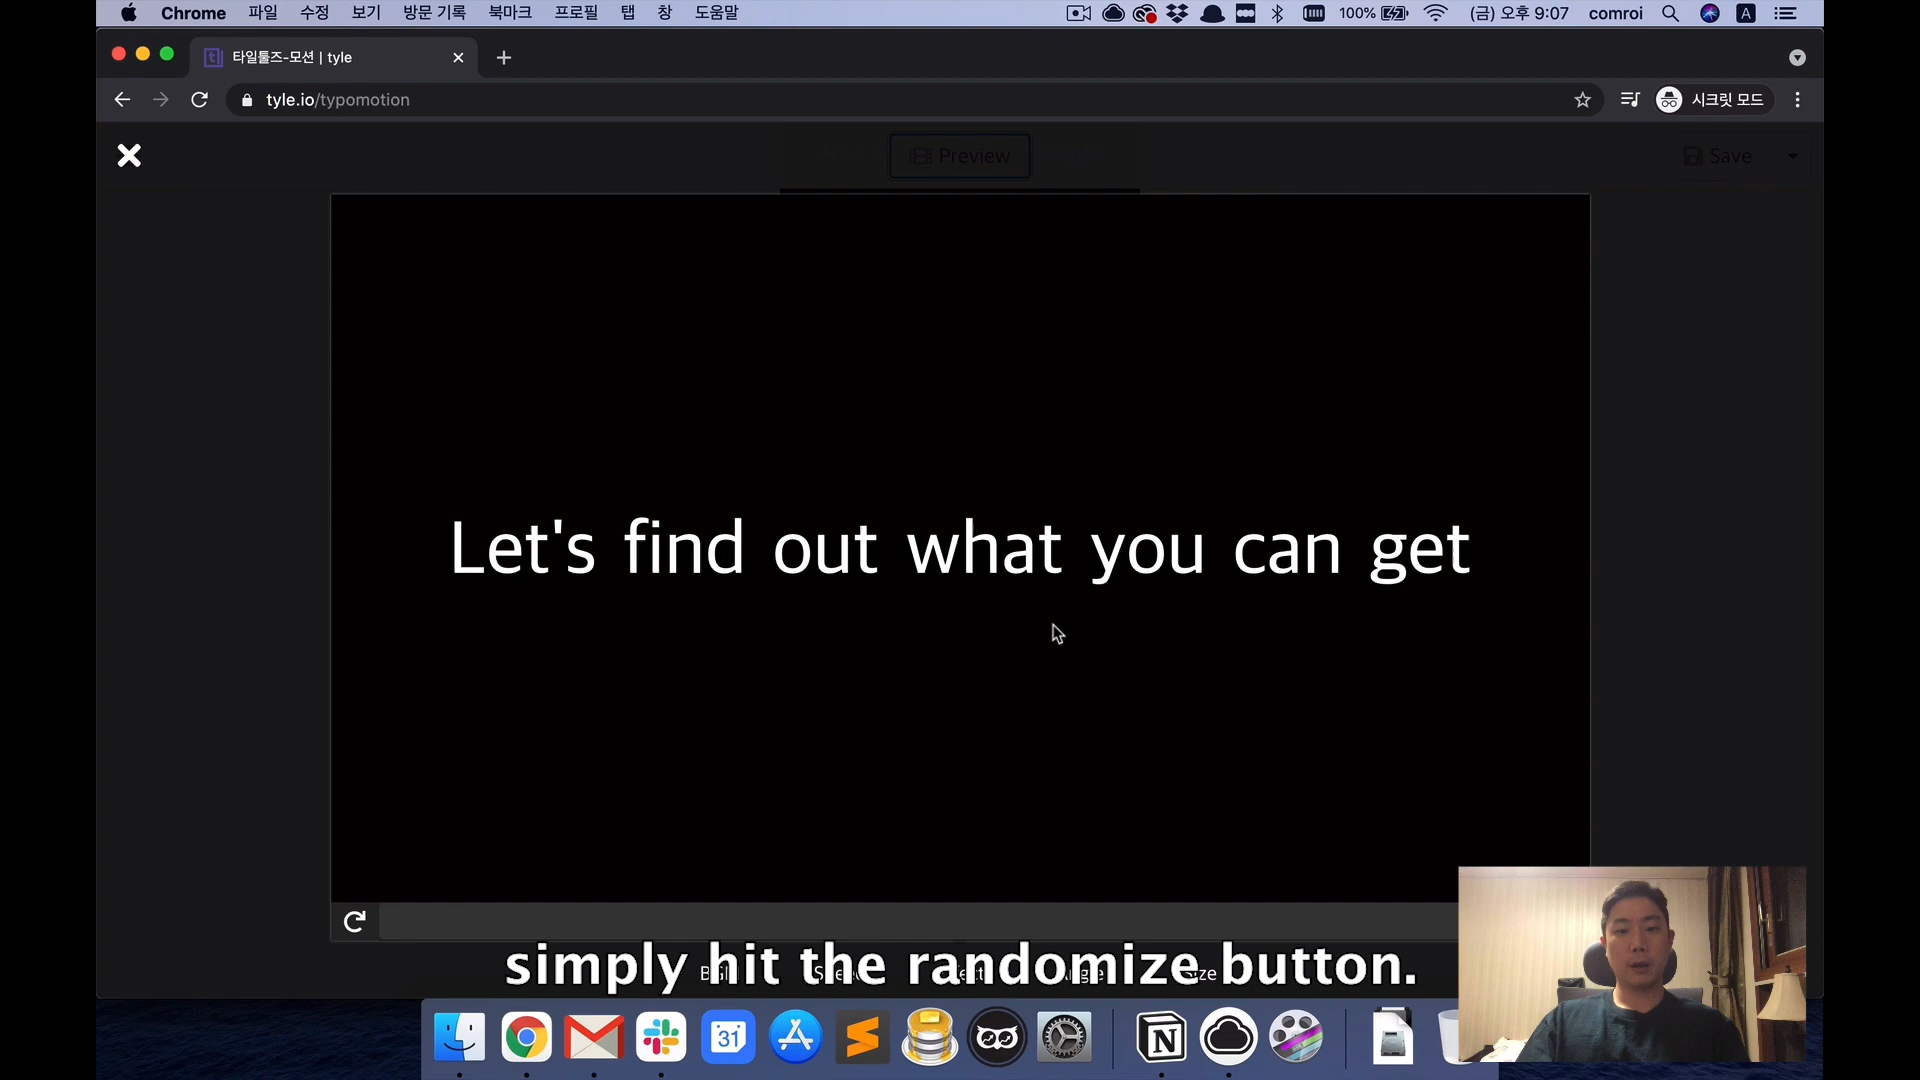 Chrome 파일 수정 보기 방문 기록 북마크 프로필 탭 창 도움말 100% (금) 오후 9:07 comroi A
타일툴즈-모션 | tyle
tyle.io/typomotion 시크릿 모드
Preview Save
Let's find out what you can get
simply hit the randomize button.
31
N